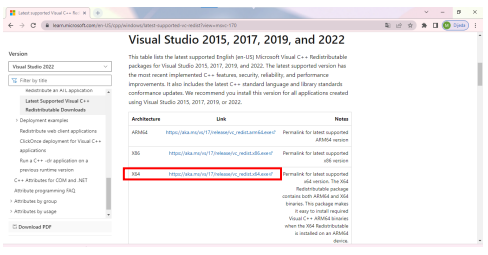 Latest supported Visual C++ Re
learn.microsoft.com/en-US/cpp/windows/latest-supported-vc-redist?view=msvc-170
Version
Visual Studio 2022
Filter by title
Redistribute an ATL application
Latest Supported Visual C++
Redistributable Downloads
Deployment examples
Redistribute web client applications
ClickOnce deployment for Visual C++
applications
Run a C++ /clr application on a
previous runtime version
C++ Attributes for COM and .NET
Attribute programming FAQ
Attributes by group
Attributes by usage
Download PDF
Visual Studio 2015, 2017, 2019, and 2022
This table lists the latest supported English (en-US) Microsoft Visual C++ Redistributable
packages for Visual Studio 2015, 2017, 2019, and 2022. The latest supported version has
the most recent implemented C++ features, security, reliability, and performance
improvements. It also includes the latest C++ standard language and library standards
conformance updates. We recommend you install this version for all applications created
using Visual Studio 2015, 2017, 2019, or 2022.
Architecture Link Notes
ARM64 https://aka.ms/vs/17/release/vc_redist.arm64.exe Permalink for latest supported
ARM64 version
X86 https://aka.ms/vs/17/release/vc_redist.x86.exe Permalink for latest supported
x86 version
X64 https://aka.ms/vs/17/release/vc_redist.x64.exe Permalink for latest supported
x64 version. The X64
Redistributable package
contains both ARM64 and X64
binaries. This package makes
it easy to install required
Visual C++ ARM64 binaries
when the X64 Redistributable
is installed on an ARM64
device.